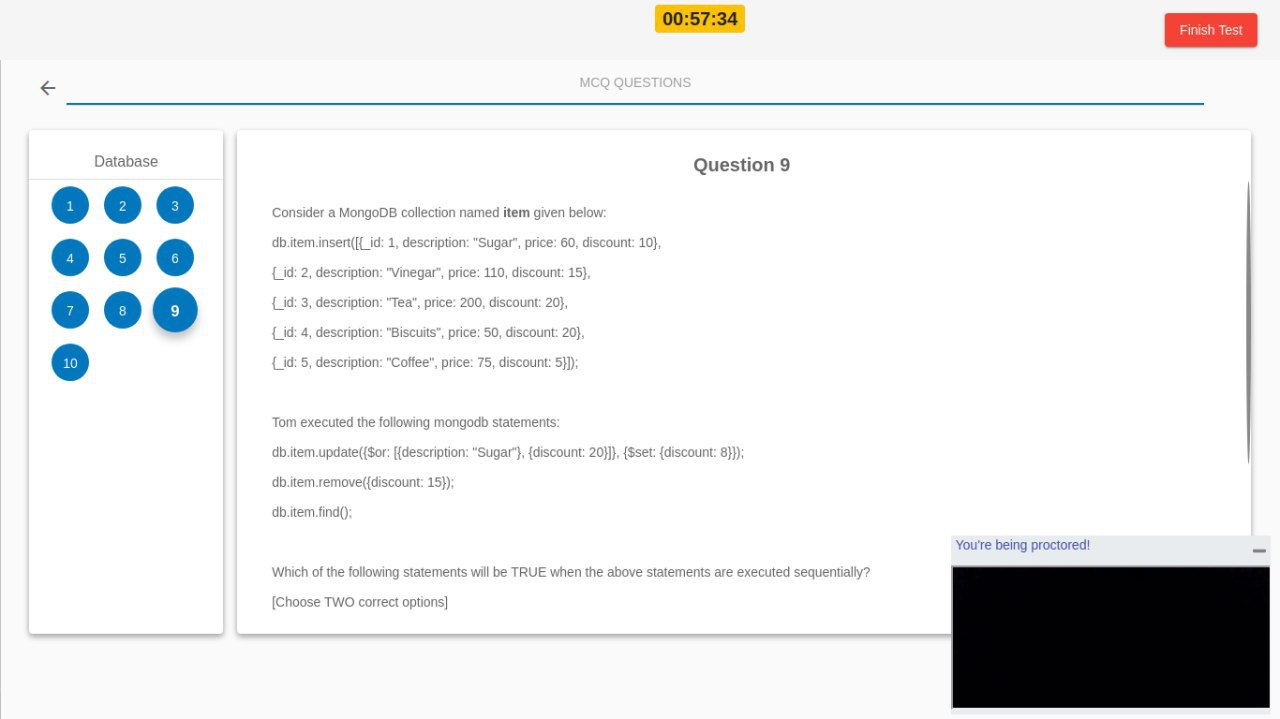 00:57:34
Finish Test
MCQ QUESTIONS
Database
1 2 3
4 5 6
7 8 9
10
Question 9
Consider a MongoDB collection named item given below:
db.item.insert([{_id: 1, description: "Sugar", price: 60, discount: 10},
{_id: 2, description: "Vinegar", price: 110, discount: 15},
{_id: 3, description: "Tea", price: 200, discount: 20},
{_id: 4, description: "Biscuits", price: 50, discount: 20},
{_id: 5, description: "Coffee", price: 75, discount: 5}]);
Tom executed the following mongodb statements:
db.item.update({$or: [{description: "Sugar"}, {discount: 20}]}, {$set: {discount: 8}});
db.item.remove({discount: 15});
db.item.find();
Which of the following statements will be TRUE when the above statements are executed sequentially?
[Choose TWO correct options]
You're being proctored!